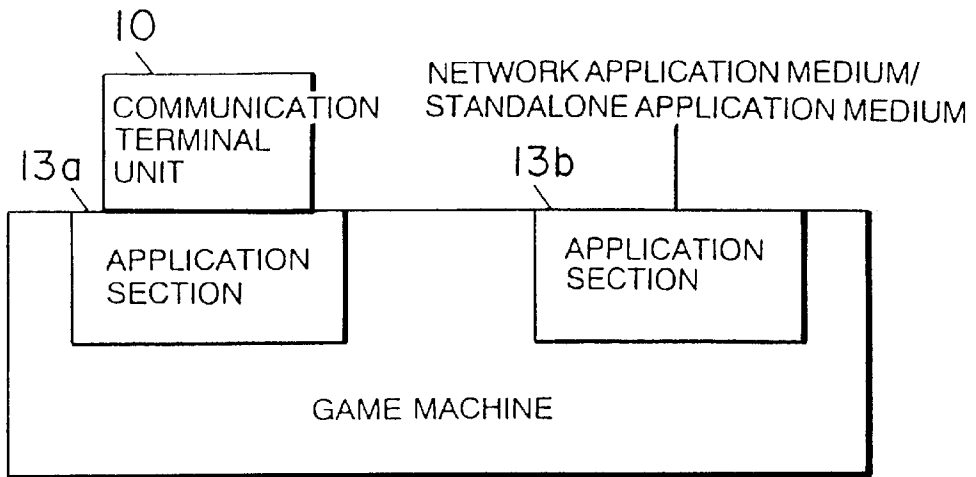 10
COMMUNICATION
TERMINAL
UNIT
NETWORK APPLICATION MEDIUM/
STANDALONE APPLICATION MEDIUM
13a
13b
APPLICATION
SECTION
APPLICATION
SECTION
GAME MACHINE